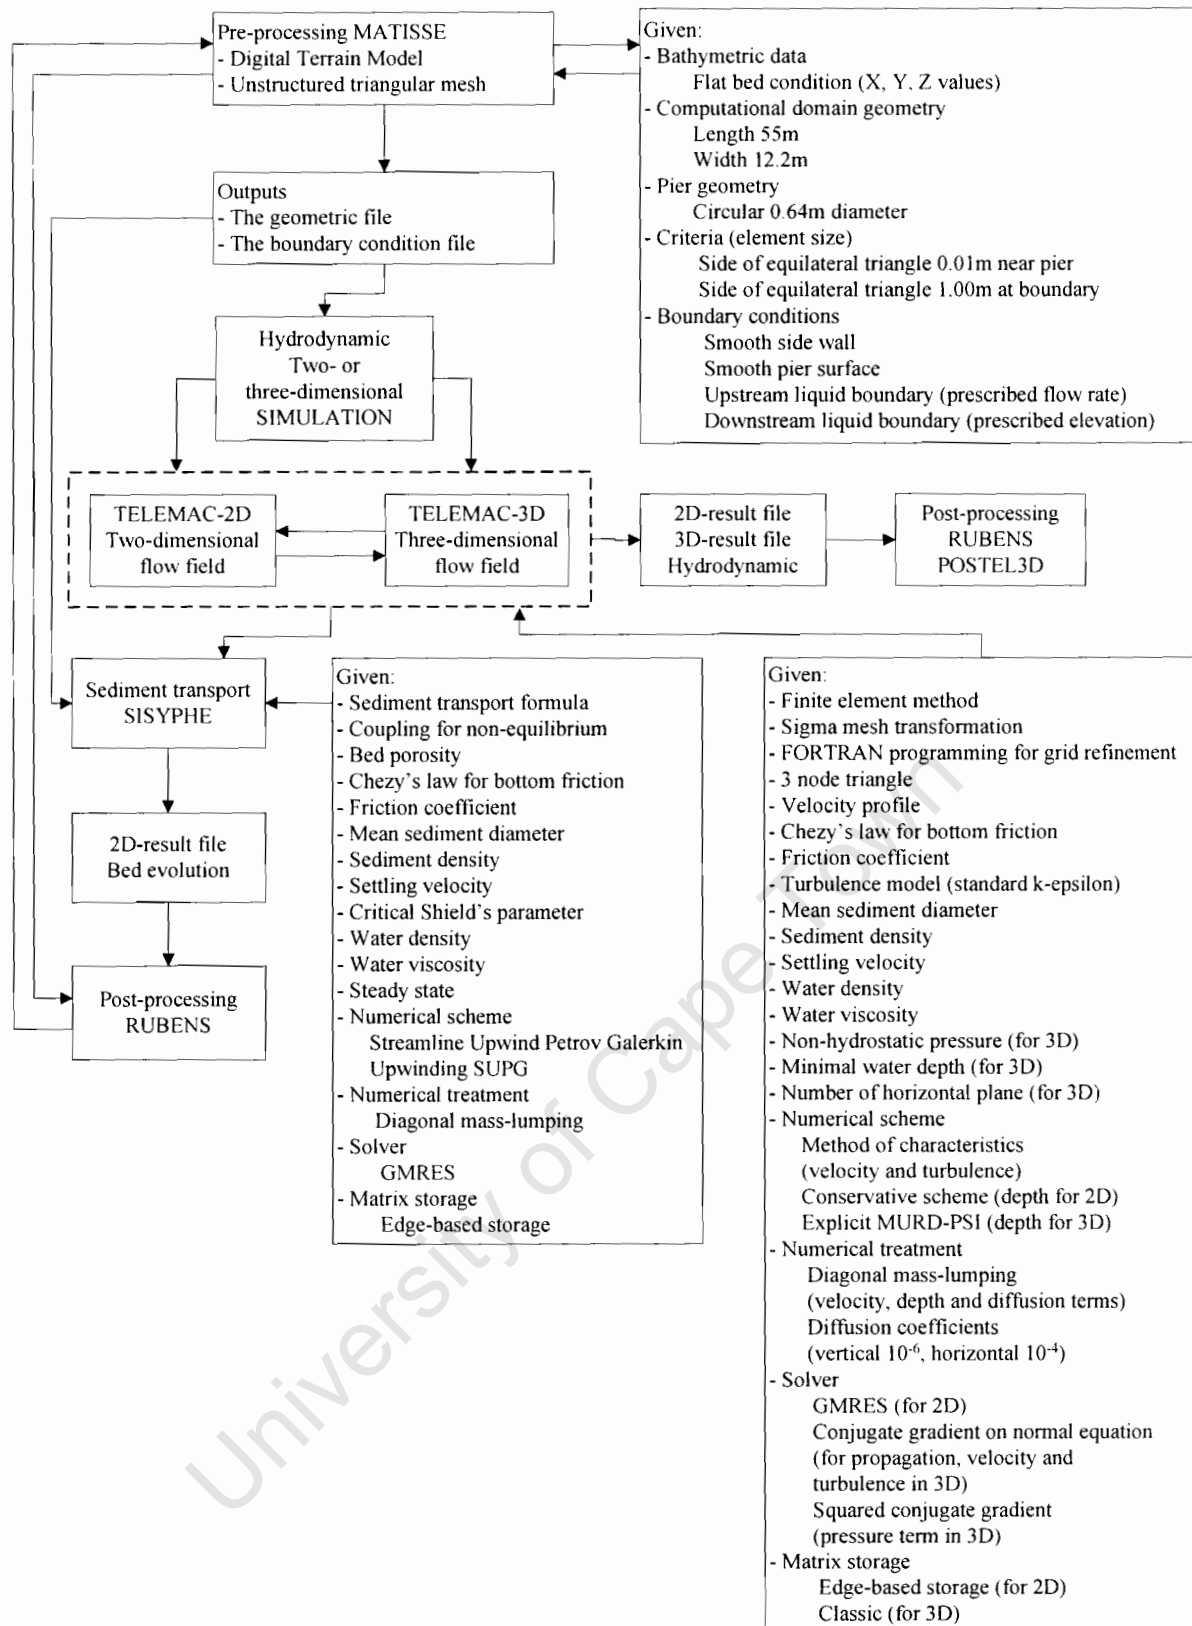 Pre-processing MATISSE
- Digital Terrain Model
- Unstructured triangular mesh
Given:
- Bathymetric data
Flat bed condition (X, Y, Z values)
- Computational domain geometry
Length 55m
Width 12.2m
- Pier geometry
Circular 0.64m diameter
- Criteria (element size)
Side of equilateral triangle 0.01m near pier
Side of equilateral triangle 1.00m at boundary
- Boundary conditions
Smooth side wall
Smooth pier surface
Upstream liquid boundary (prescribed flow rate)
Downstream liquid boundary (prescribed elevation)
Outputs
- The geometric file
- The boundary condition file
Hydrodynamic
Two- or
three-dimensional
SIMULATION
TELEMAC-2D
Two-dimensional
flow field
TELEMAC-3D
Three-dimensional
flow field
2D-result file
3D-result file
Hydrodynamic
Post-processing
RUBENS
POSTEL3D
Sediment transport
SISYPHE
2D-result file
Bed evolution
Post-processing
RUBENS
Given:
- Sediment transport formula
- Coupling for non-equilibrium
- Bed porosity
- Chezy's law for bottom friction
- Friction coefficient
- Mean sediment diameter
- Sediment density
- Settling velocity
- Critical Shield's parameter
- Water density
- Water viscosity
- Steady state
- Numerical scheme
Streamline Upwind Petrov Galerkin
Upwinding SUPG
- Numerical treatment
Diagonal mass-lumping
- Solver
GMRES
- Matrix storage
Edge-based storage
Given:
- Finite element method
- Sigma mesh transformation
- FORTRAN programming for grid refinement
- 3 node triangle
- Velocity profile
- Chezy's law for bottom friction
- Friction coefficient
- Turbulence model (standard k-epsilon)
- Mean sediment diameter
- Sediment density
- Settling velocity
- Water density
- Water viscosity
- Non-hydrostatic pressure (for 3D)
- Minimal water depth (for 3D)
- Number of horizontal plane (for 3D)
- Numerical scheme
Method of characteristics
(velocity and turbulence)
Conservative scheme (depth for 2D)
Explicit MURD-PSI (depth for 3D)
- Numerical treatment
Diagonal mass-lumping
(velocity, depth and diffusion terms)
Diffusion coefficients
(vertical 10⁻⁶, horizontal 10⁻⁴)
- Solver
GMRES (for 2D)
Conjugate gradient on normal equation
(for propagation, velocity and
turbulence in 3D)
Squared conjugate gradient
(pressure term in 3D)
- Matrix storage
Edge-based storage (for 2D)
Classic (for 3D)
University of Cape Town